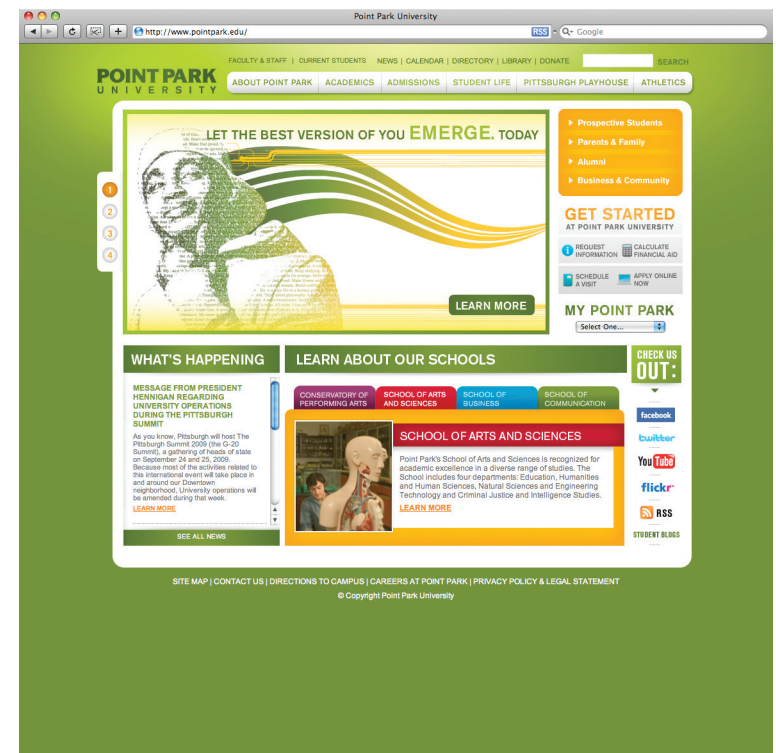 Point Park University
http://www.pointpark.edu/
RSS
Google
FACULTY & STAFF | CURRENT STUDENTS NEWS | CALENDAR | DIRECTORY | LIBRARY | DONATE SEARCH
POINT PARK
UNIVERSITY
ABOUT POINT PARK ACADEMICS ADMISSIONS STUDENT LIFE PITTSBURGH PLAYHOUSE ATHLETICS
LET THE BEST VERSION OF YOU EMERGE. TODAY
1
2
3
4
LEARN MORE
Prospective Students
Parents & Family
Alumni
Business & Community
GET STARTED
AT POINT PARK UNIVERSITY
REQUEST
INFORMATION
CALCULATE
FINANCIAL AID
SCHEDULE
A VISIT
APPLY ONLINE
NOW
MY POINT PARK
Select One...
WHAT'S HAPPENING
MESSAGE FROM PRESIDENT
HENNIGAN REGARDING
UNIVERSITY OPERATIONS
DURING THE PITTSBURGH
SUMMIT
As you know, Pittsburgh will host The
Pittsburgh Summit 2009 (the G-20
Summit), a gathering of heads of state
on September 24 and 25, 2009.
Because most of the activities related to
this international event will take place in
and around our Downtown
neighborhood, University operations will
be amended during that week.
LEARN MORE
SEE ALL NEWS
LEARN ABOUT OUR SCHOOLS
CONSERVATORY OF
PERFORMING ARTS
SCHOOL OF ARTS
AND SCIENCES
SCHOOL OF
BUSINESS
SCHOOL OF
COMMUNICATION
SCHOOL OF ARTS AND SCIENCES
Point Park's School of Arts and Sciences is recognized for
academic excellence in a diverse range of studies. The
School includes four departments: Education, Humanities
and Human Sciences, Natural Sciences and Engineering
Technology and Criminal Justice and Intelligence Studies.
LEARN MORE
CHECK US
OUT:
facebook
twitter
YouTube
flickr
RSS
STUDENT BLOGS
SITE MAP | CONTACT US | DIRECTIONS TO CAMPUS | CAREERS AT POINT PARK | PRIVACY POLICY & LEGAL STATEMENT
© Copyright Point Park University